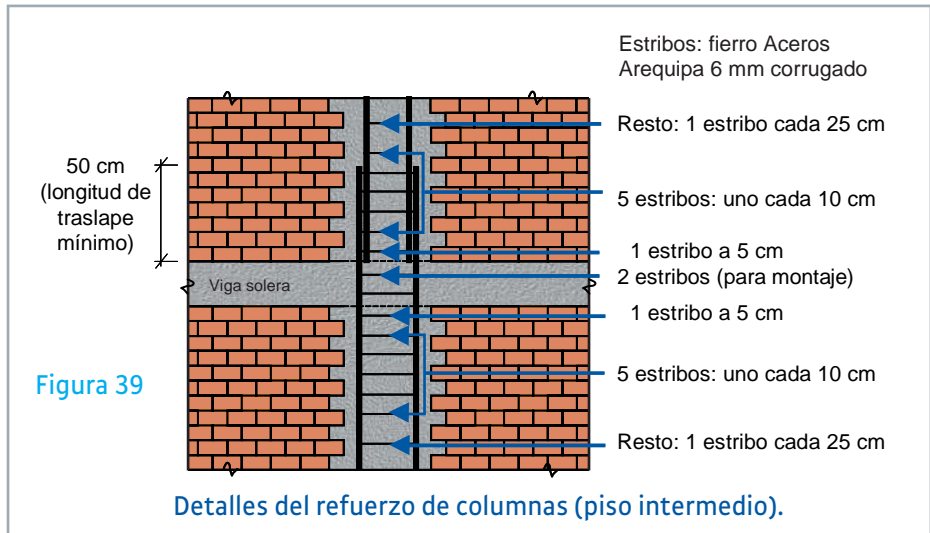 Estribos: fierro Aceros
Arequipa 6 mm corrugado
Resto: 1 estribo cada 25 cm
50 cm
(longitud de
traslape
mínimo)
5 estribos: uno cada 10 cm
1 estribo a 5 cm
2 estribos (para montaje)
Viga solera
1 estribo a 5 cm
Figura 39
5 estribos: uno cada 10 cm
Resto: 1 estribo cada 25 cm
Detalles del refuerzo de columnas (piso intermedio).